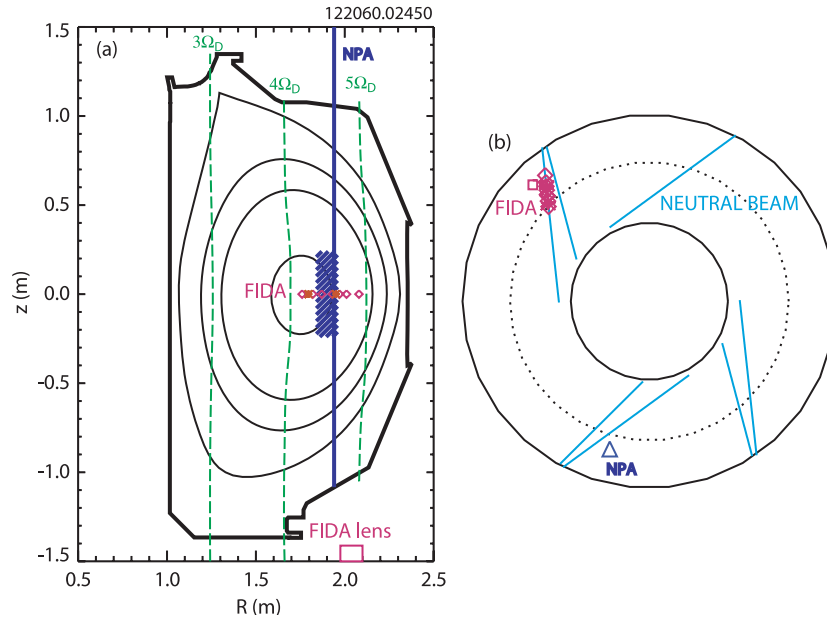 122060.02450
(a)
NPA
3Ω_D
4Ω_D
5Ω_D
FIDA
FIDA lens
1.5
1.0
0.5
0.0
-0.5
-1.0
-1.5
z (m)
0.5 1.0 1.5 2.0 2.5
R (m)
(b)
FIDA
NEUTRAL BEAM
NPA